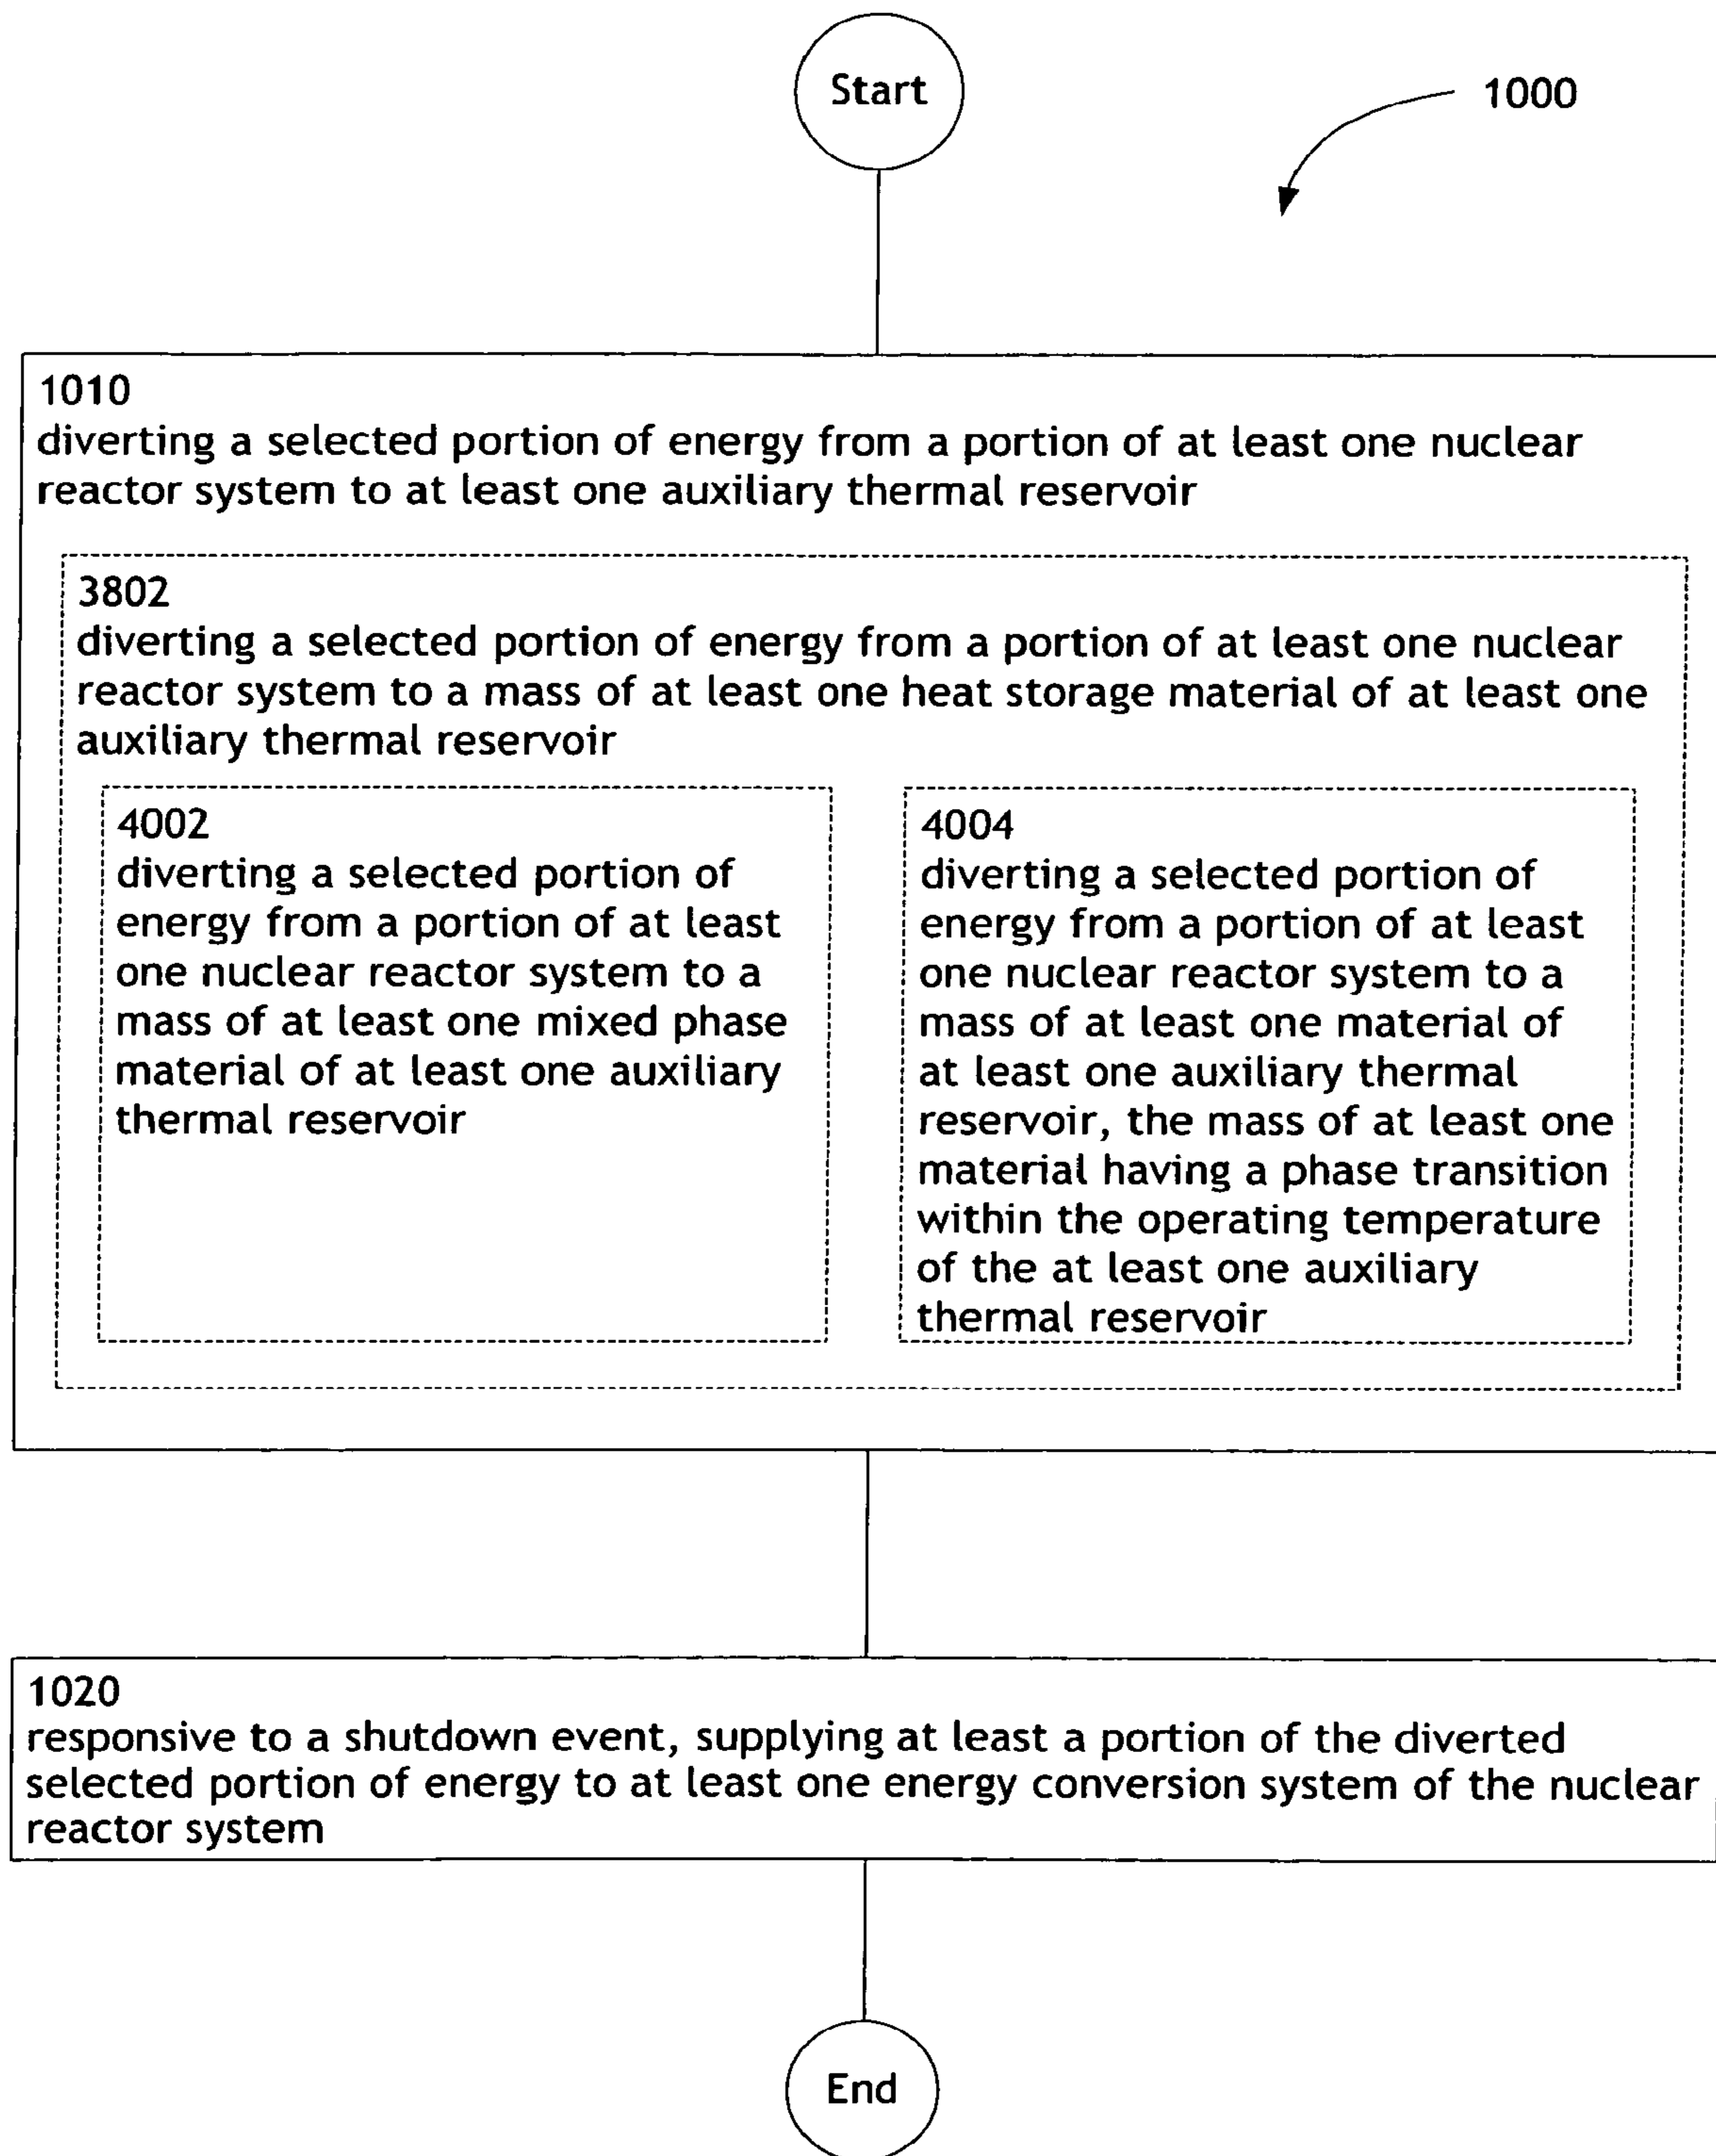 Start
1000
1010
diverting a selected portion of energy from a portion of at least one nuclear
reactor system to at least one auxiliary thermal reservoir
3802
diverting a selected portion of energy from a portion of at least one nuclear
reactor system to a mass of at least one heat storage material of at least one
auxiliary thermal reservoir
4002
diverting a selected portion of
energy from a portion of at least
one nuclear reactor system to a
mass of at least one mixed phase
material of at least one auxiliary
thermal reservoir
4004
diverting a selected portion of
energy from a portion of at least
one nuclear reactor system to a
mass of at least one material of
at least one auxiliary thermal
reservoir, the mass of at least one
material having a phase transition
within the operating temperature
of the at least one auxiliary
thermal reservoir
1020
responsive to a shutdown event, supplying at least a portion of the diverted
selected portion of energy to at least one energy conversion system of the nuclear
reactor system
End